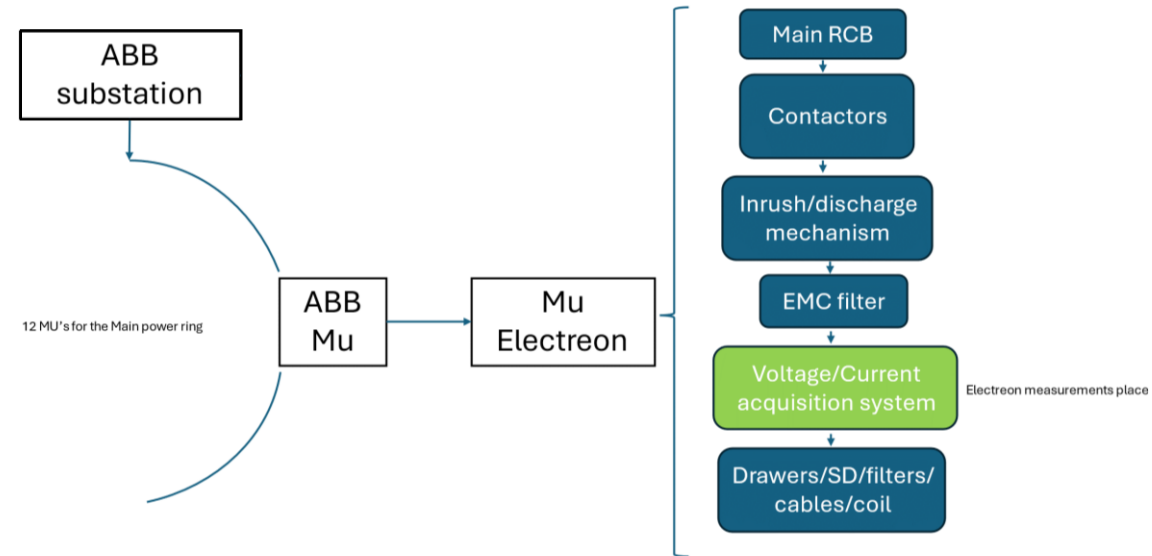 ABB
substation
12 MU's for the Main power ring
ABB
Mu
Mu
Electreon
Main RCB
Contactors
Inrush/discharge
mechanism
EMC filter
Voltage/Current
acquisition system
Electreon measurements place
Drawers/SD/filters/
cables/coil